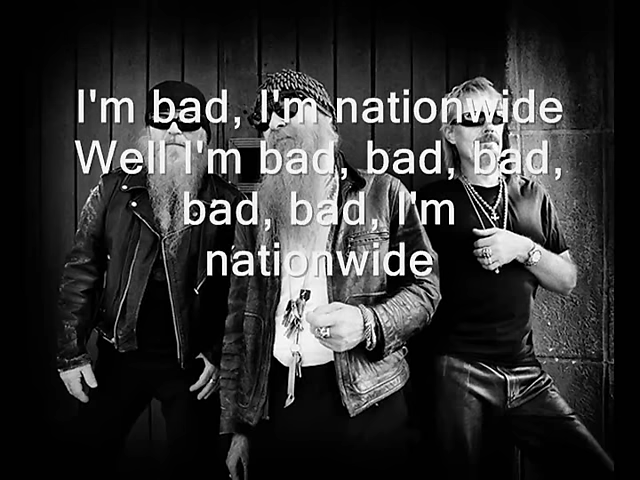 I'm bad, I'm nationwide
Well I'm bad, bad, bad,
bad, bad, I'm
nationwide